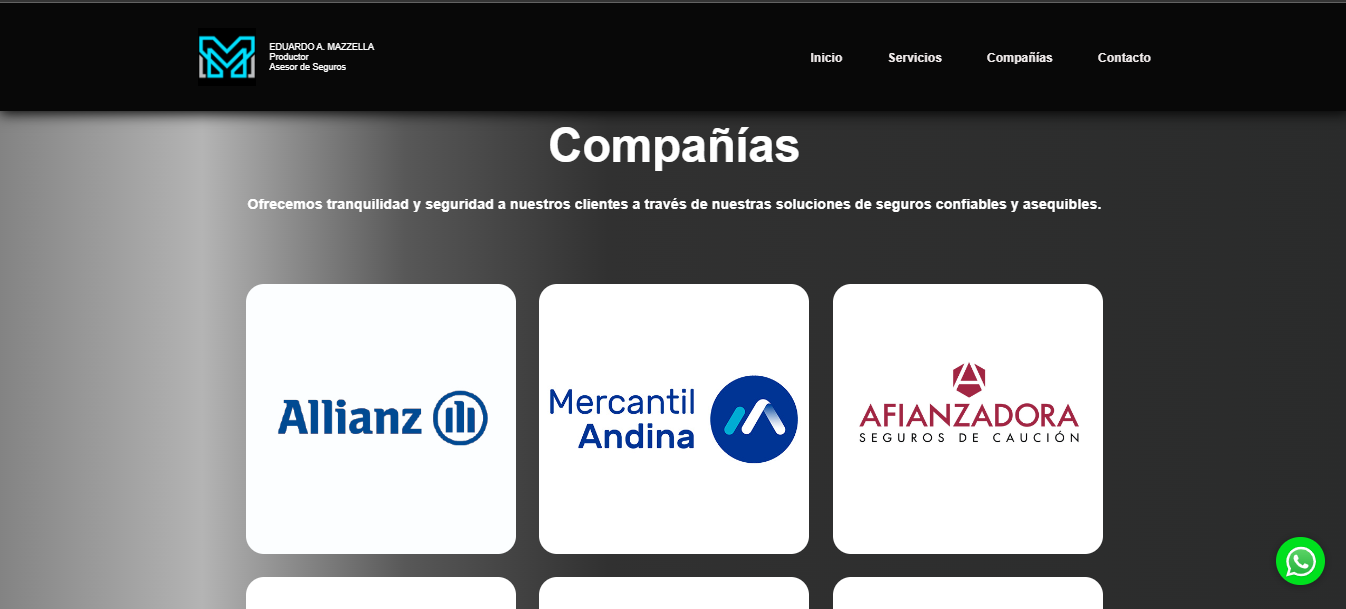 EDUARDO A. MAZZELLA
Productor
Asesor de Seguros
Inicio
Servicios
Compañías
Contacto
Compañías
Ofrecemos tranquilidad y seguridad a nuestros clientes a través de nuestras soluciones de seguros confiables y asequibles.
Allianz
Mercantil
Andina
AFIANZADORA
SEGUROS DE CAUCIÓN